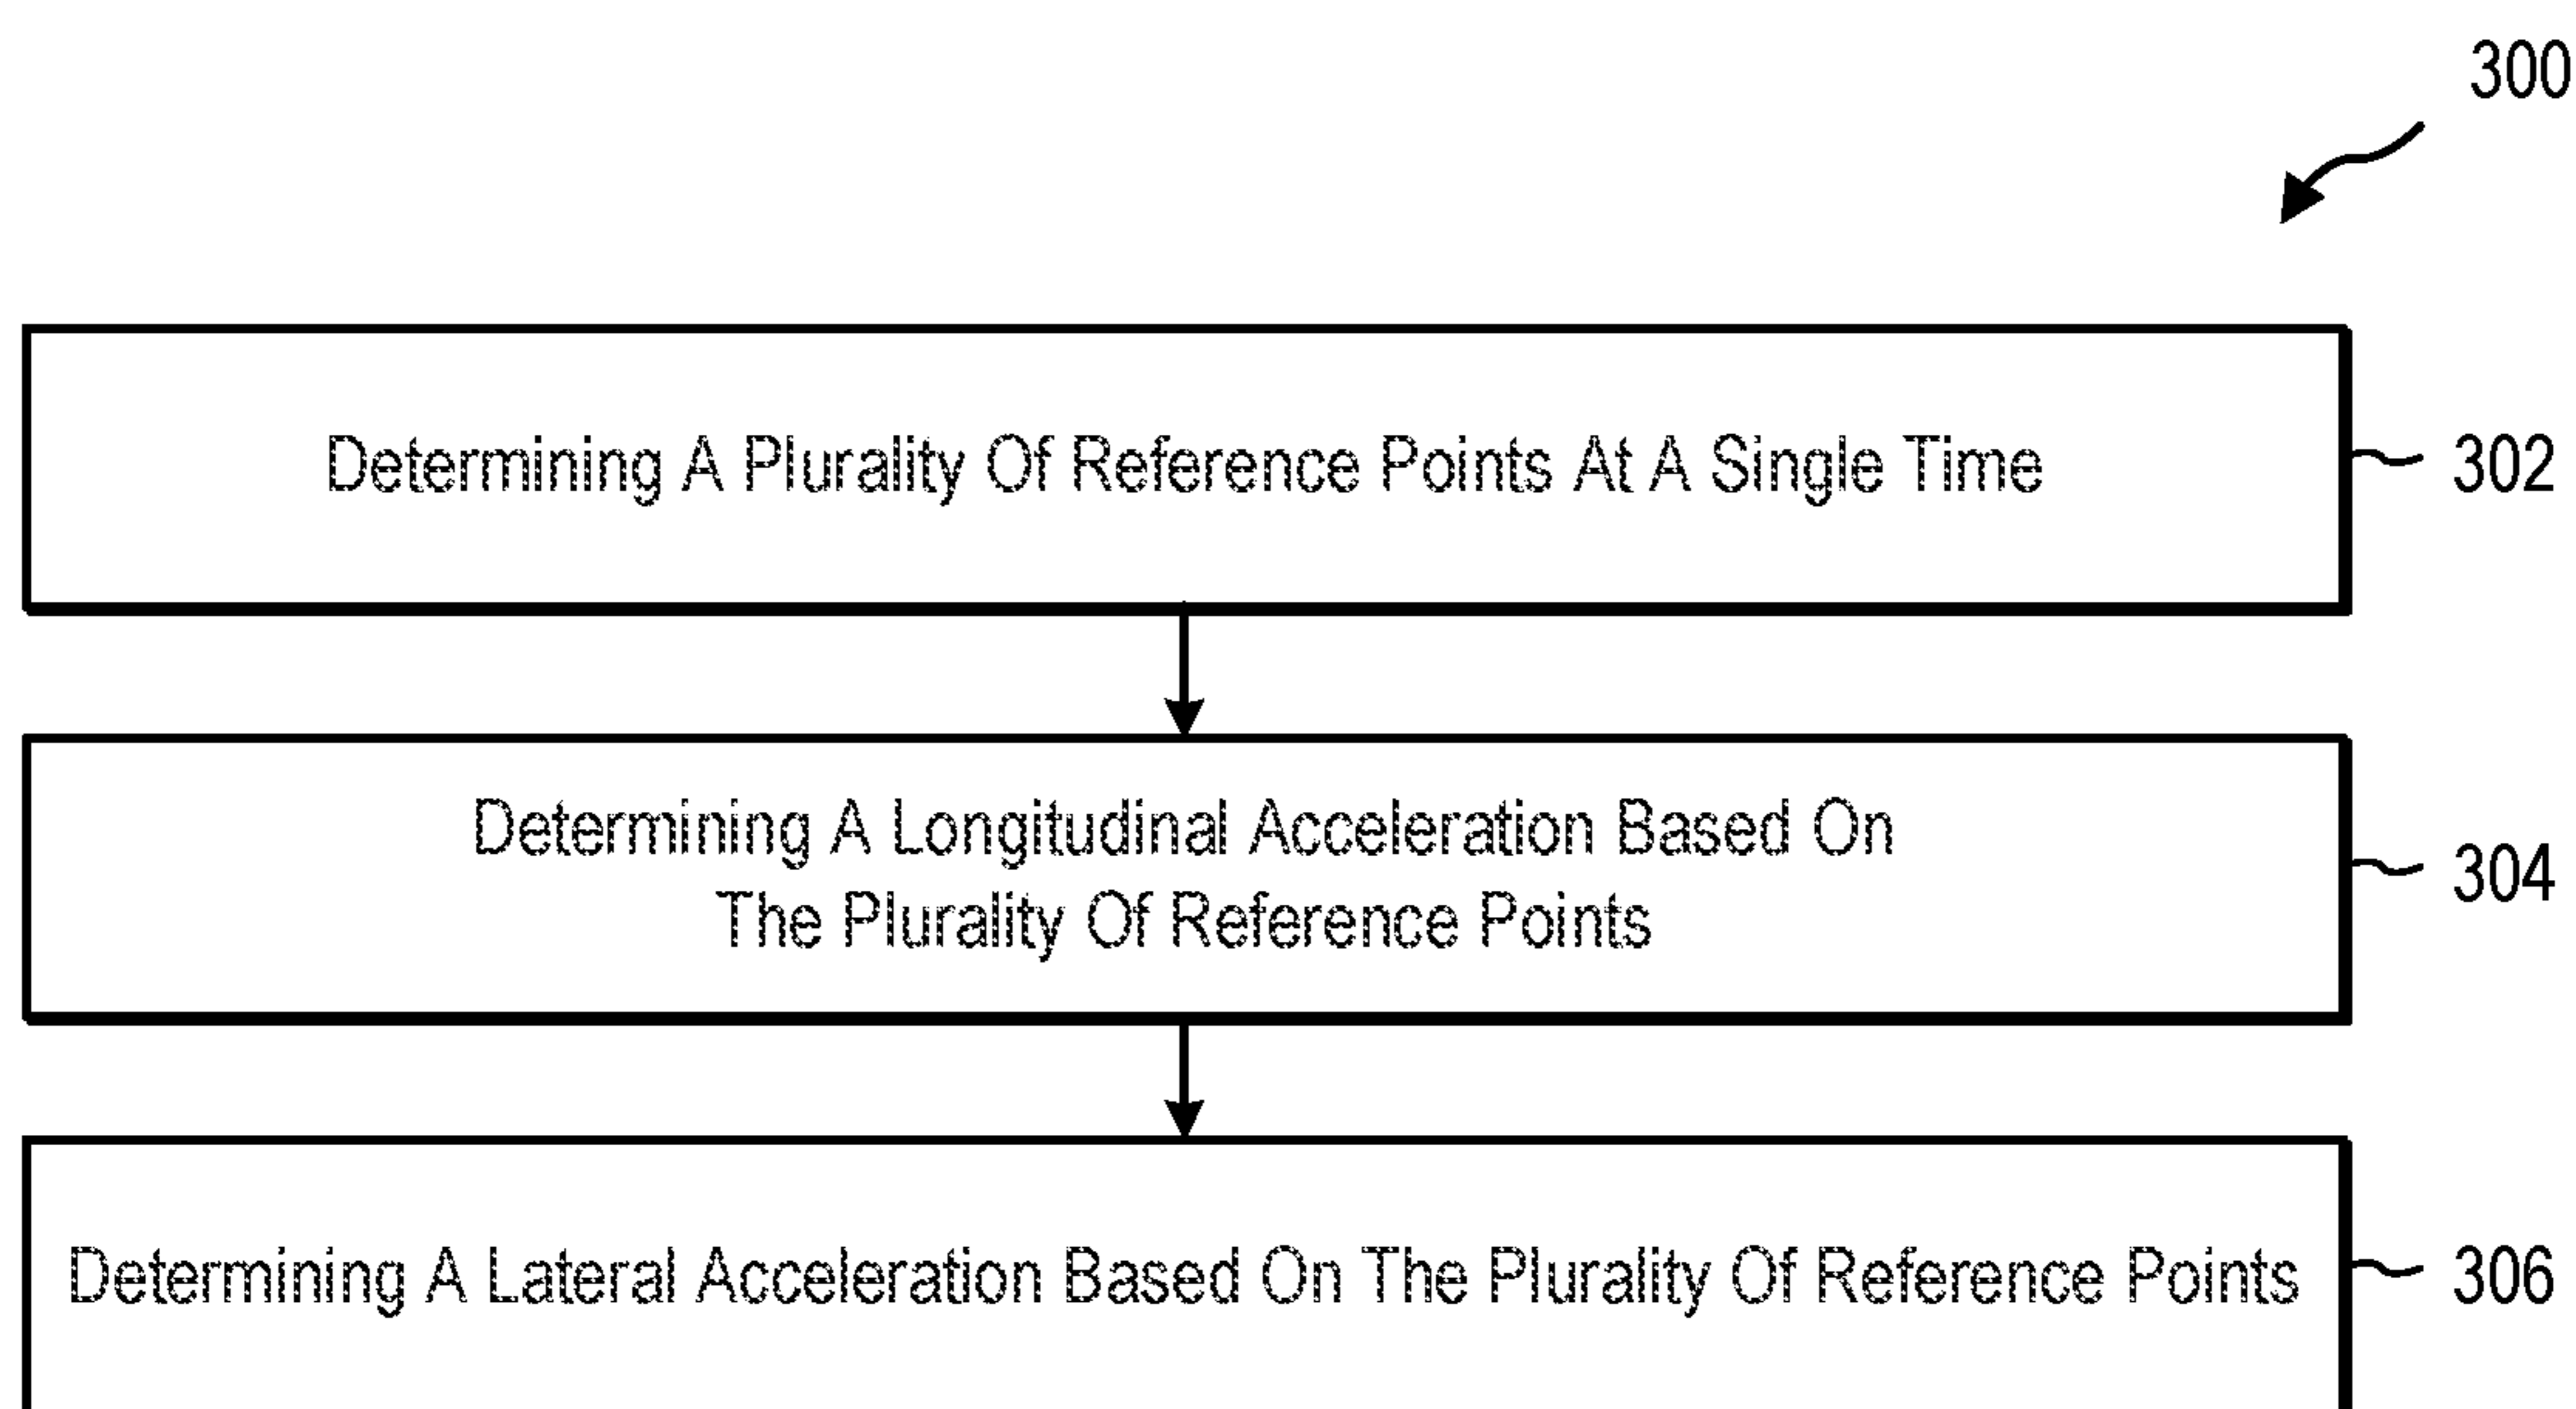 300
Determining A Plurality Of Reference Points At A Single Time
302
Determining A Longitudinal Acceleration Based On
The Plurality Of Reference Points
304
Determining A Lateral Acceleration Based On The Plurality Of Reference Points
306